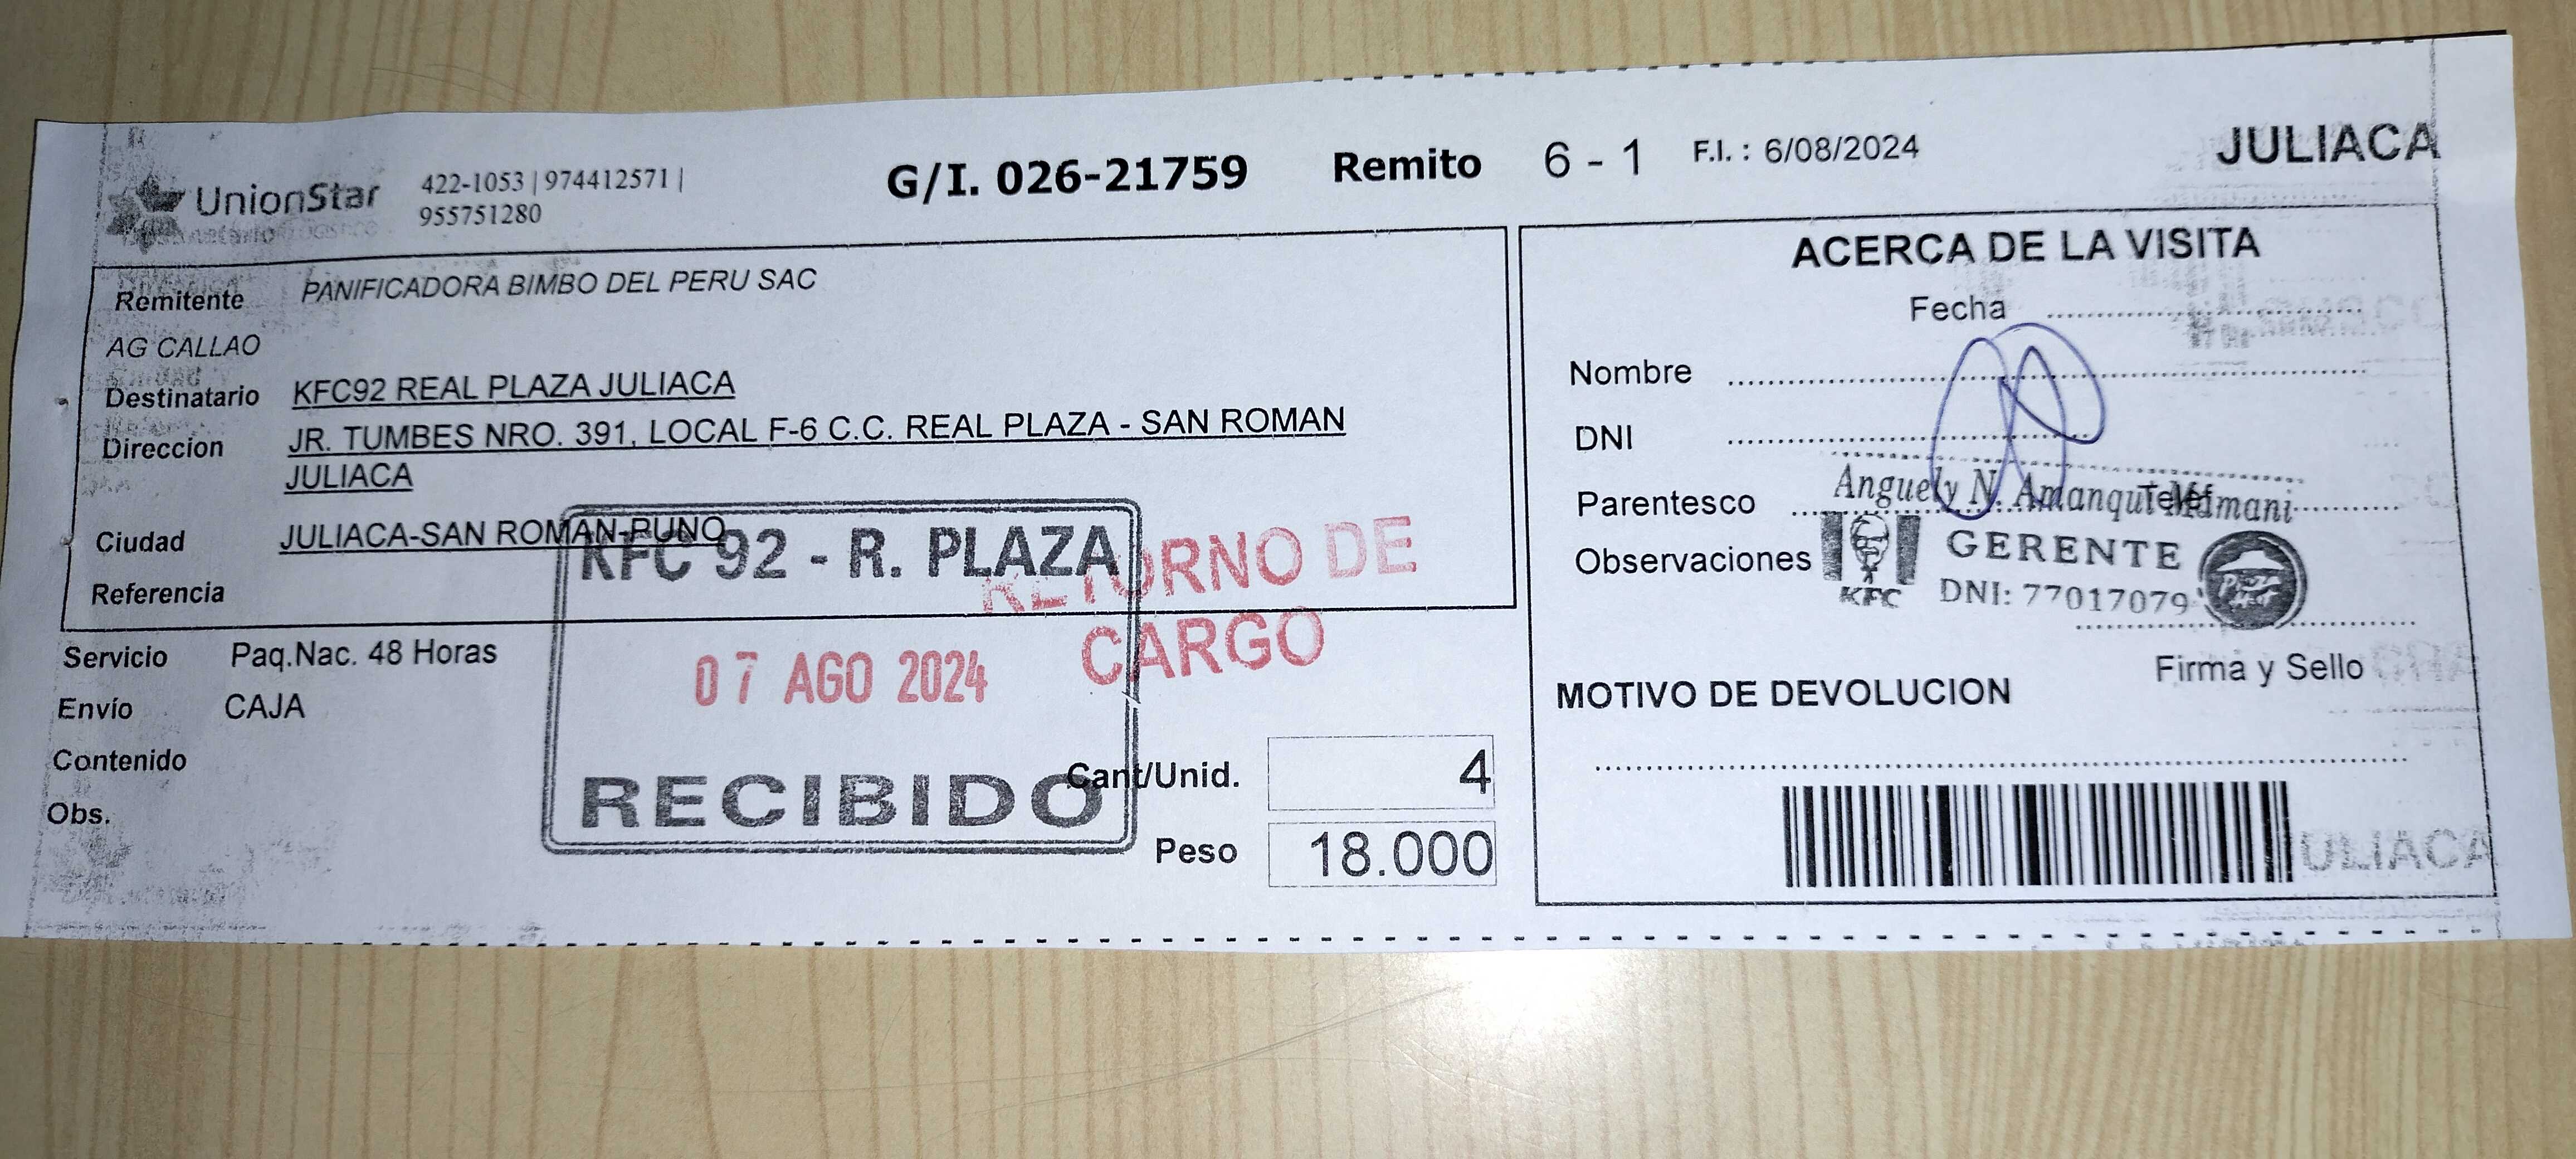 UnionStar
422-1053 | 974412571 |
955751280
G/I. 026-21759 Remito 6 - 1 F.I. : 6/08/2024 JULIACA
Remitente PANIFICADORA BIMBO DEL PERU SAC
AG CALLAO
Destinatario KFC92 REAL PLAZA JULIACA
Direccion JR. TUMBES NRO. 391, LOCAL F-6 C.C. REAL PLAZA - SAN ROMAN
JULIACA
Ciudad JULIACA-SAN ROMAN-PUNO
Referencia
KFC 92 - R. PLAZA
07 AGO 2024
RECIBIDO
RETORNO DE
CARGO
Servicio Paq.Nac. 48 Horas
Envío CAJA
Contenido
Obs.
Cant/Unid. 4
Peso 18.000
ACERCA DE LA VISITA
Fecha
Nombre
DNI
Parentesco Telef
Observaciones
Anguely N. Amanqui Mamani
GERENTE
KFC DNI: 77017079
Firma y Sello
MOTIVO DE DEVOLUCION
ULIACA